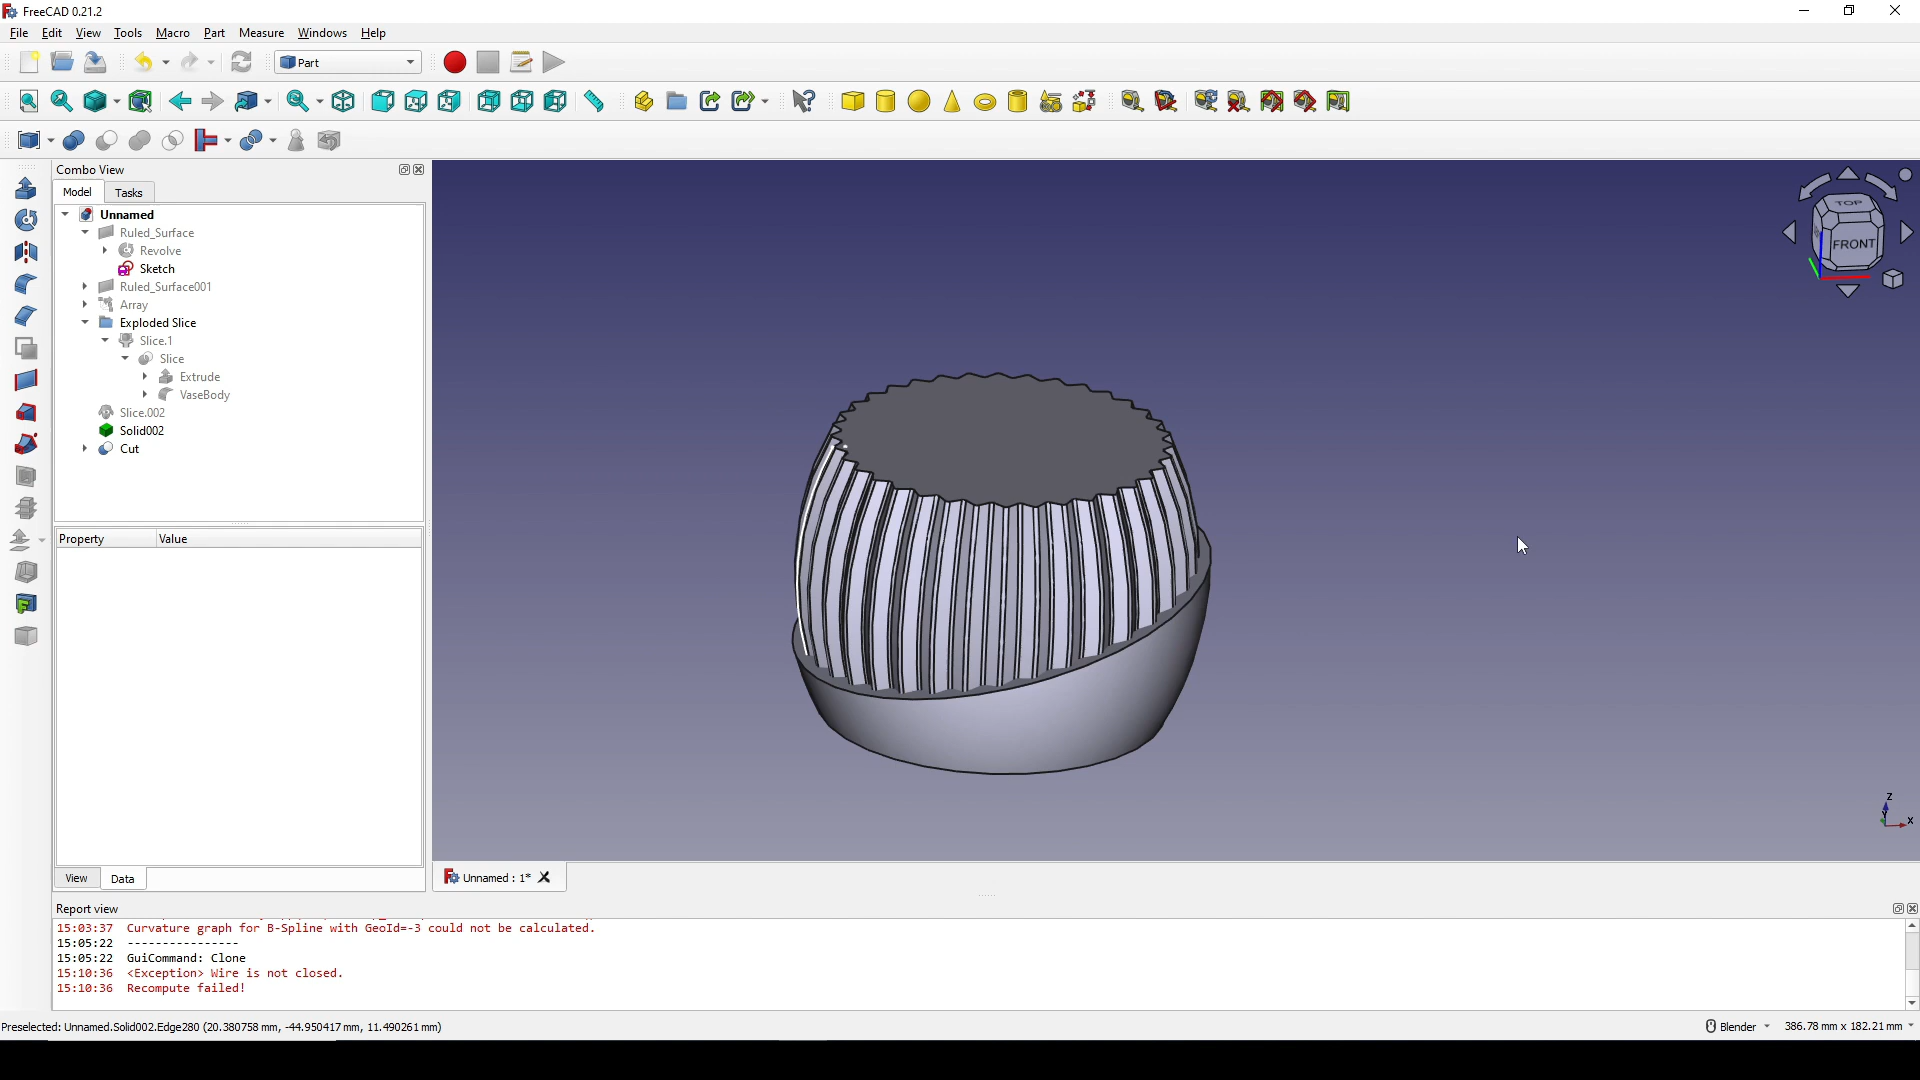 FreeCAD 0.21.2
File Edit View Tools Macro Part Measure Windows Help
Part
Combo View
Model Tasks
Unnamed
Ruled_Surface
Revolve
Sketch
Ruled_Surface001
Array
Exploded Slice
Slice.1
Slice
Extrude
VaseBody
Slice.002
Solid002
Cut
TOP
FRONT
Property Value
Z
Y
X
View Data
Unnamed : 1*
Report view
15:03:37 Curvature graph for B-Spline with GeoId=-3 could not be calculated.
15:05:22 ----------------
15:05:22 GuiCommand: Clone
15:10:36 <Exception> Wire is not closed.
15:10:36 Recompute failed!
Preselected: Unnamed.Solid002.Edge280 (20.380758 mm, -44.950417 mm, 11.490261 mm)
Blender 386.78 mm x 182.21 mm